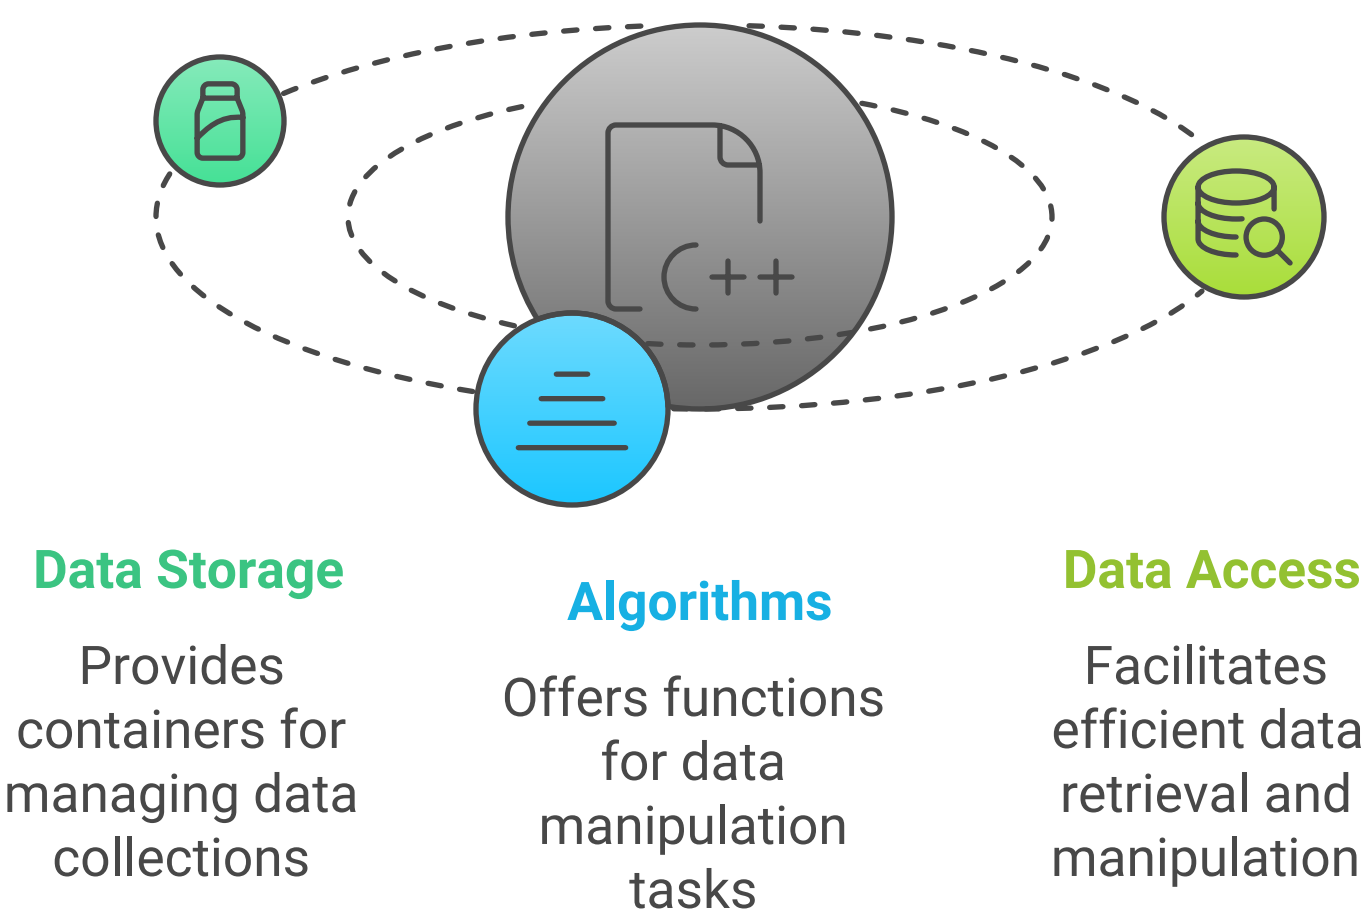 C++
Data Storage
Provides
containers for
managing data
collections
Algorithms
Offers functions
for data
manipulation
tasks
Data Access
Facilitates
efficient data
retrieval and
manipulation